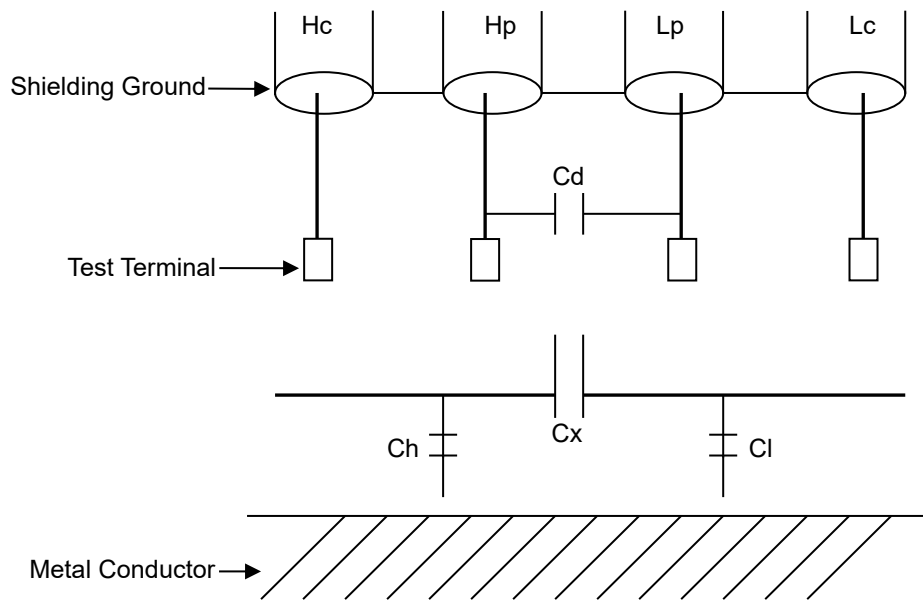 Hc
Hp
Lp
Lc
Shielding Ground
Cd
Test Terminal
Ch
Cx
Cl
Metal Conductor